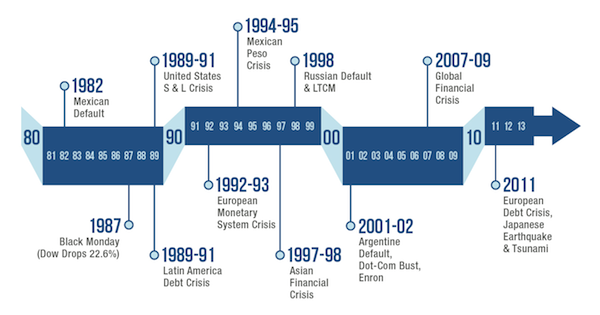 1982
Mexican
Default
1989-91
United States
S & L Crisis
1994-95
Mexican
Peso
Crisis
1998
Russian Default
& LTCM
2007-09
Global
Financial
Crisis
80
81 82 83 84 85 86 87 88 89
90
91 92 93 94 95 96 97 98 99
00
01 02 03 04 05 06 07 08 09
10
11 12 13
1987
Black Monday
(Dow Drops 22.6%)
1989-91
Latin America
Debt Crisis
1992-93
European
Monetary
System Crisis
1997-98
Asian
Financial
Crisis
2001-02
Argentine
Default,
Dot-Com Bust,
Enron
2011
European
Debt Crisis,
Japanese
Earthquake
& Tsunami